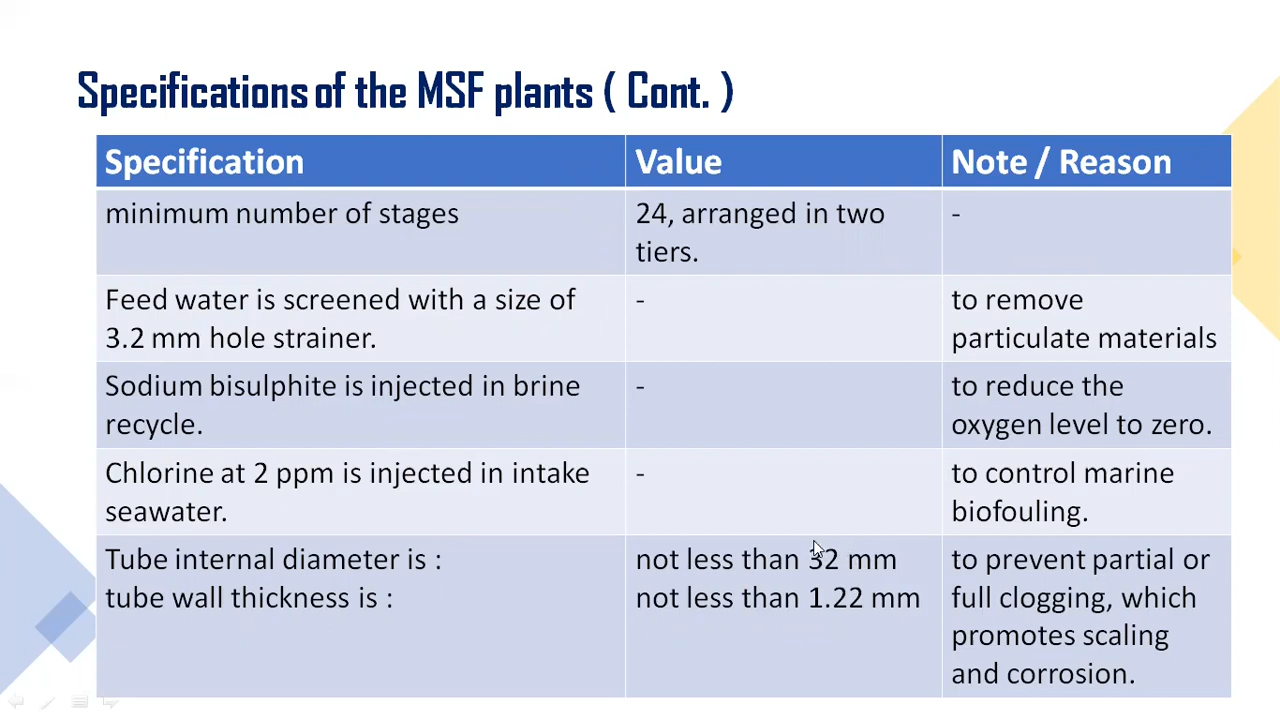 Specifications of the MSF plants ( Cont. )
Specification
Value
Note / Reason
minimum number of stages
24, arranged in two
tiers.
-
Feed water is screened with a size of
3.2 mm hole strainer.
-
to remove
particulate materials
Sodium bisulphite is injected in brine
recycle.
-
to reduce the
oxygen level to zero.
Chlorine at 2 ppm is injected in intake
seawater.
-
to control marine
biofouling.
Tube internal diameter is :
tube wall thickness is :
not less than 32 mm
not less than 1.22 mm
to prevent partial or
full clogging, which
promotes scaling
and corrosion.